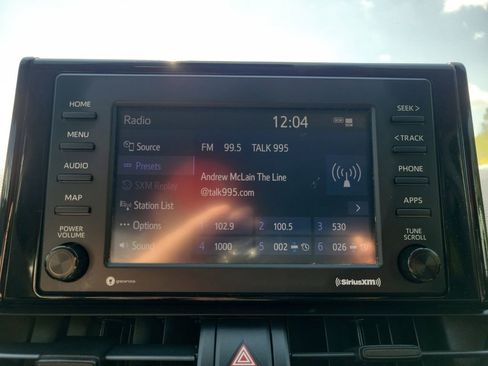 Radio 12:04
HOME
MENU
AUDIO
MAP
POWER
VOLUME
Source
Presets
SXM Replay
Station List
Options
Sound
FM 99.5 TALK 995
Andrew McLain The Line
@talk995.com
1 102.9 2 100.5 3 530
4 1000 5 002 6 026
SEEK >
< TRACK
PHONE
APPS
TUNE
SCROLL
gracenote
SiriusXM